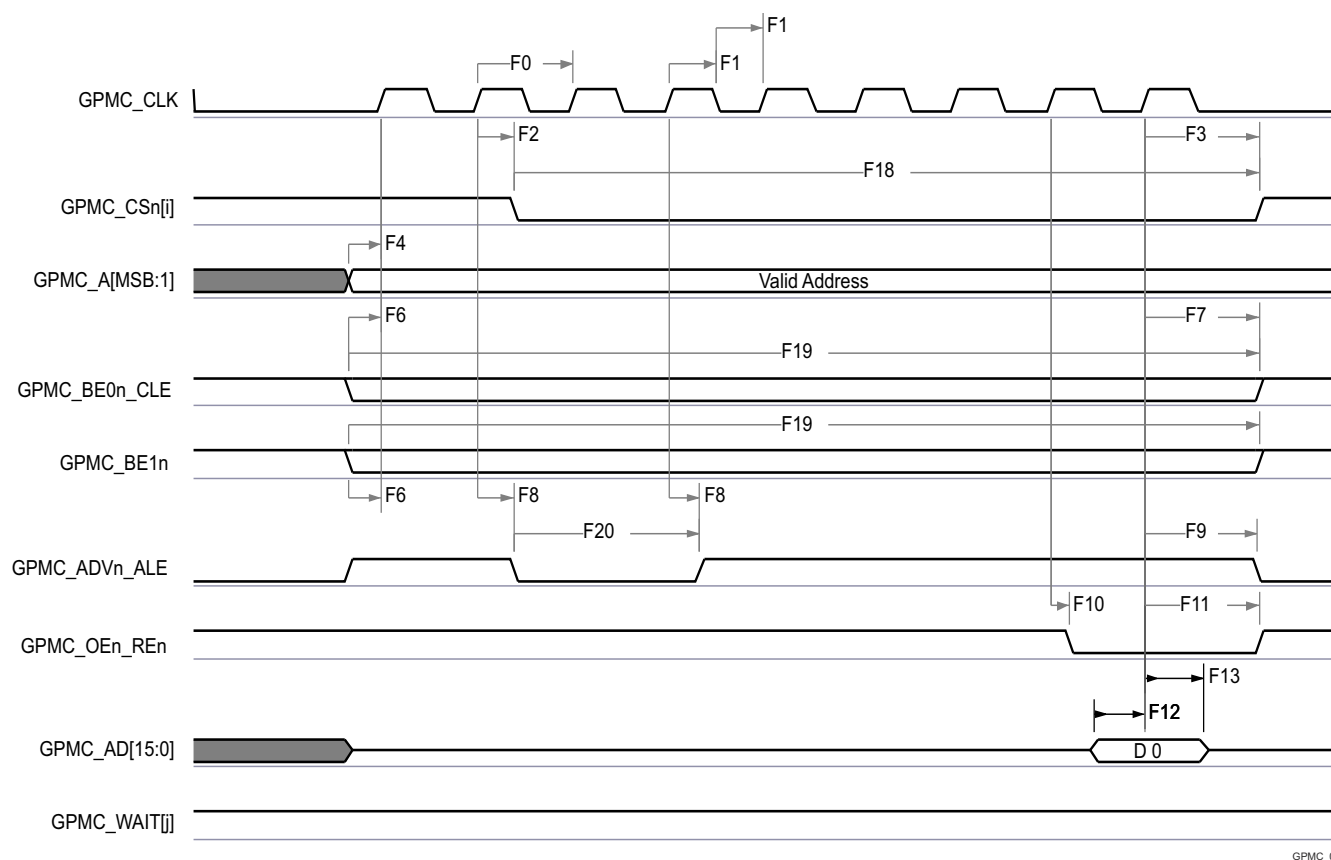 F1
F0
F1
GPMC_CLK
F2
F3
F18
GPMC_CSn[i]
F4
GPMC_A[MSB:1]
Valid Address
F6
F7
F19
GPMC_BE0n_CLE
F19
GPMC_BE1n
F6
F8
F8
F20
F9
GPMC_ADVn_ALE
F10
F11
GPMC_OEn_REn
F13
F12
GPMC_AD[15:0]
D 0
GPMC_WAIT[j]